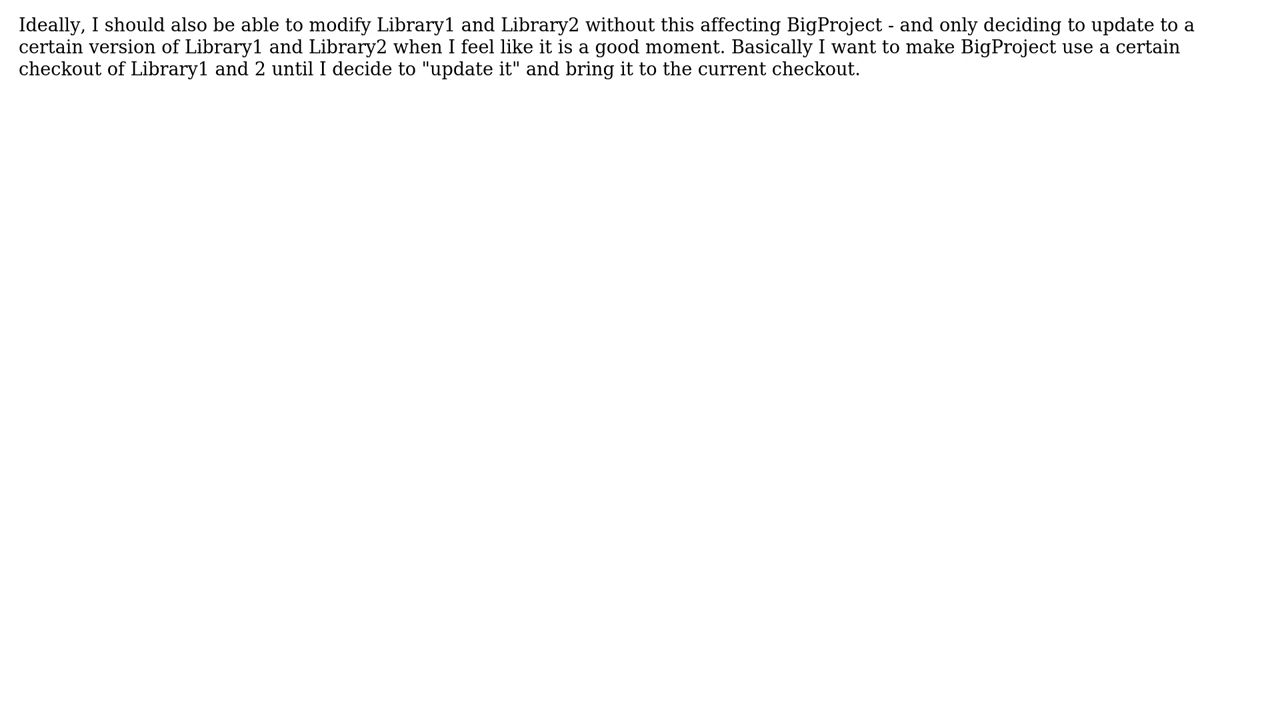 Ideally, I should also be able to modify Library1 and Library2 without this affecting BigProject - and only deciding to update to a
certain version of Library1 and Library2 when I feel like it is a good moment. Basically I want to make BigProject use a certain
checkout of Library1 and 2 until I decide to "update it" and bring it to the current checkout.